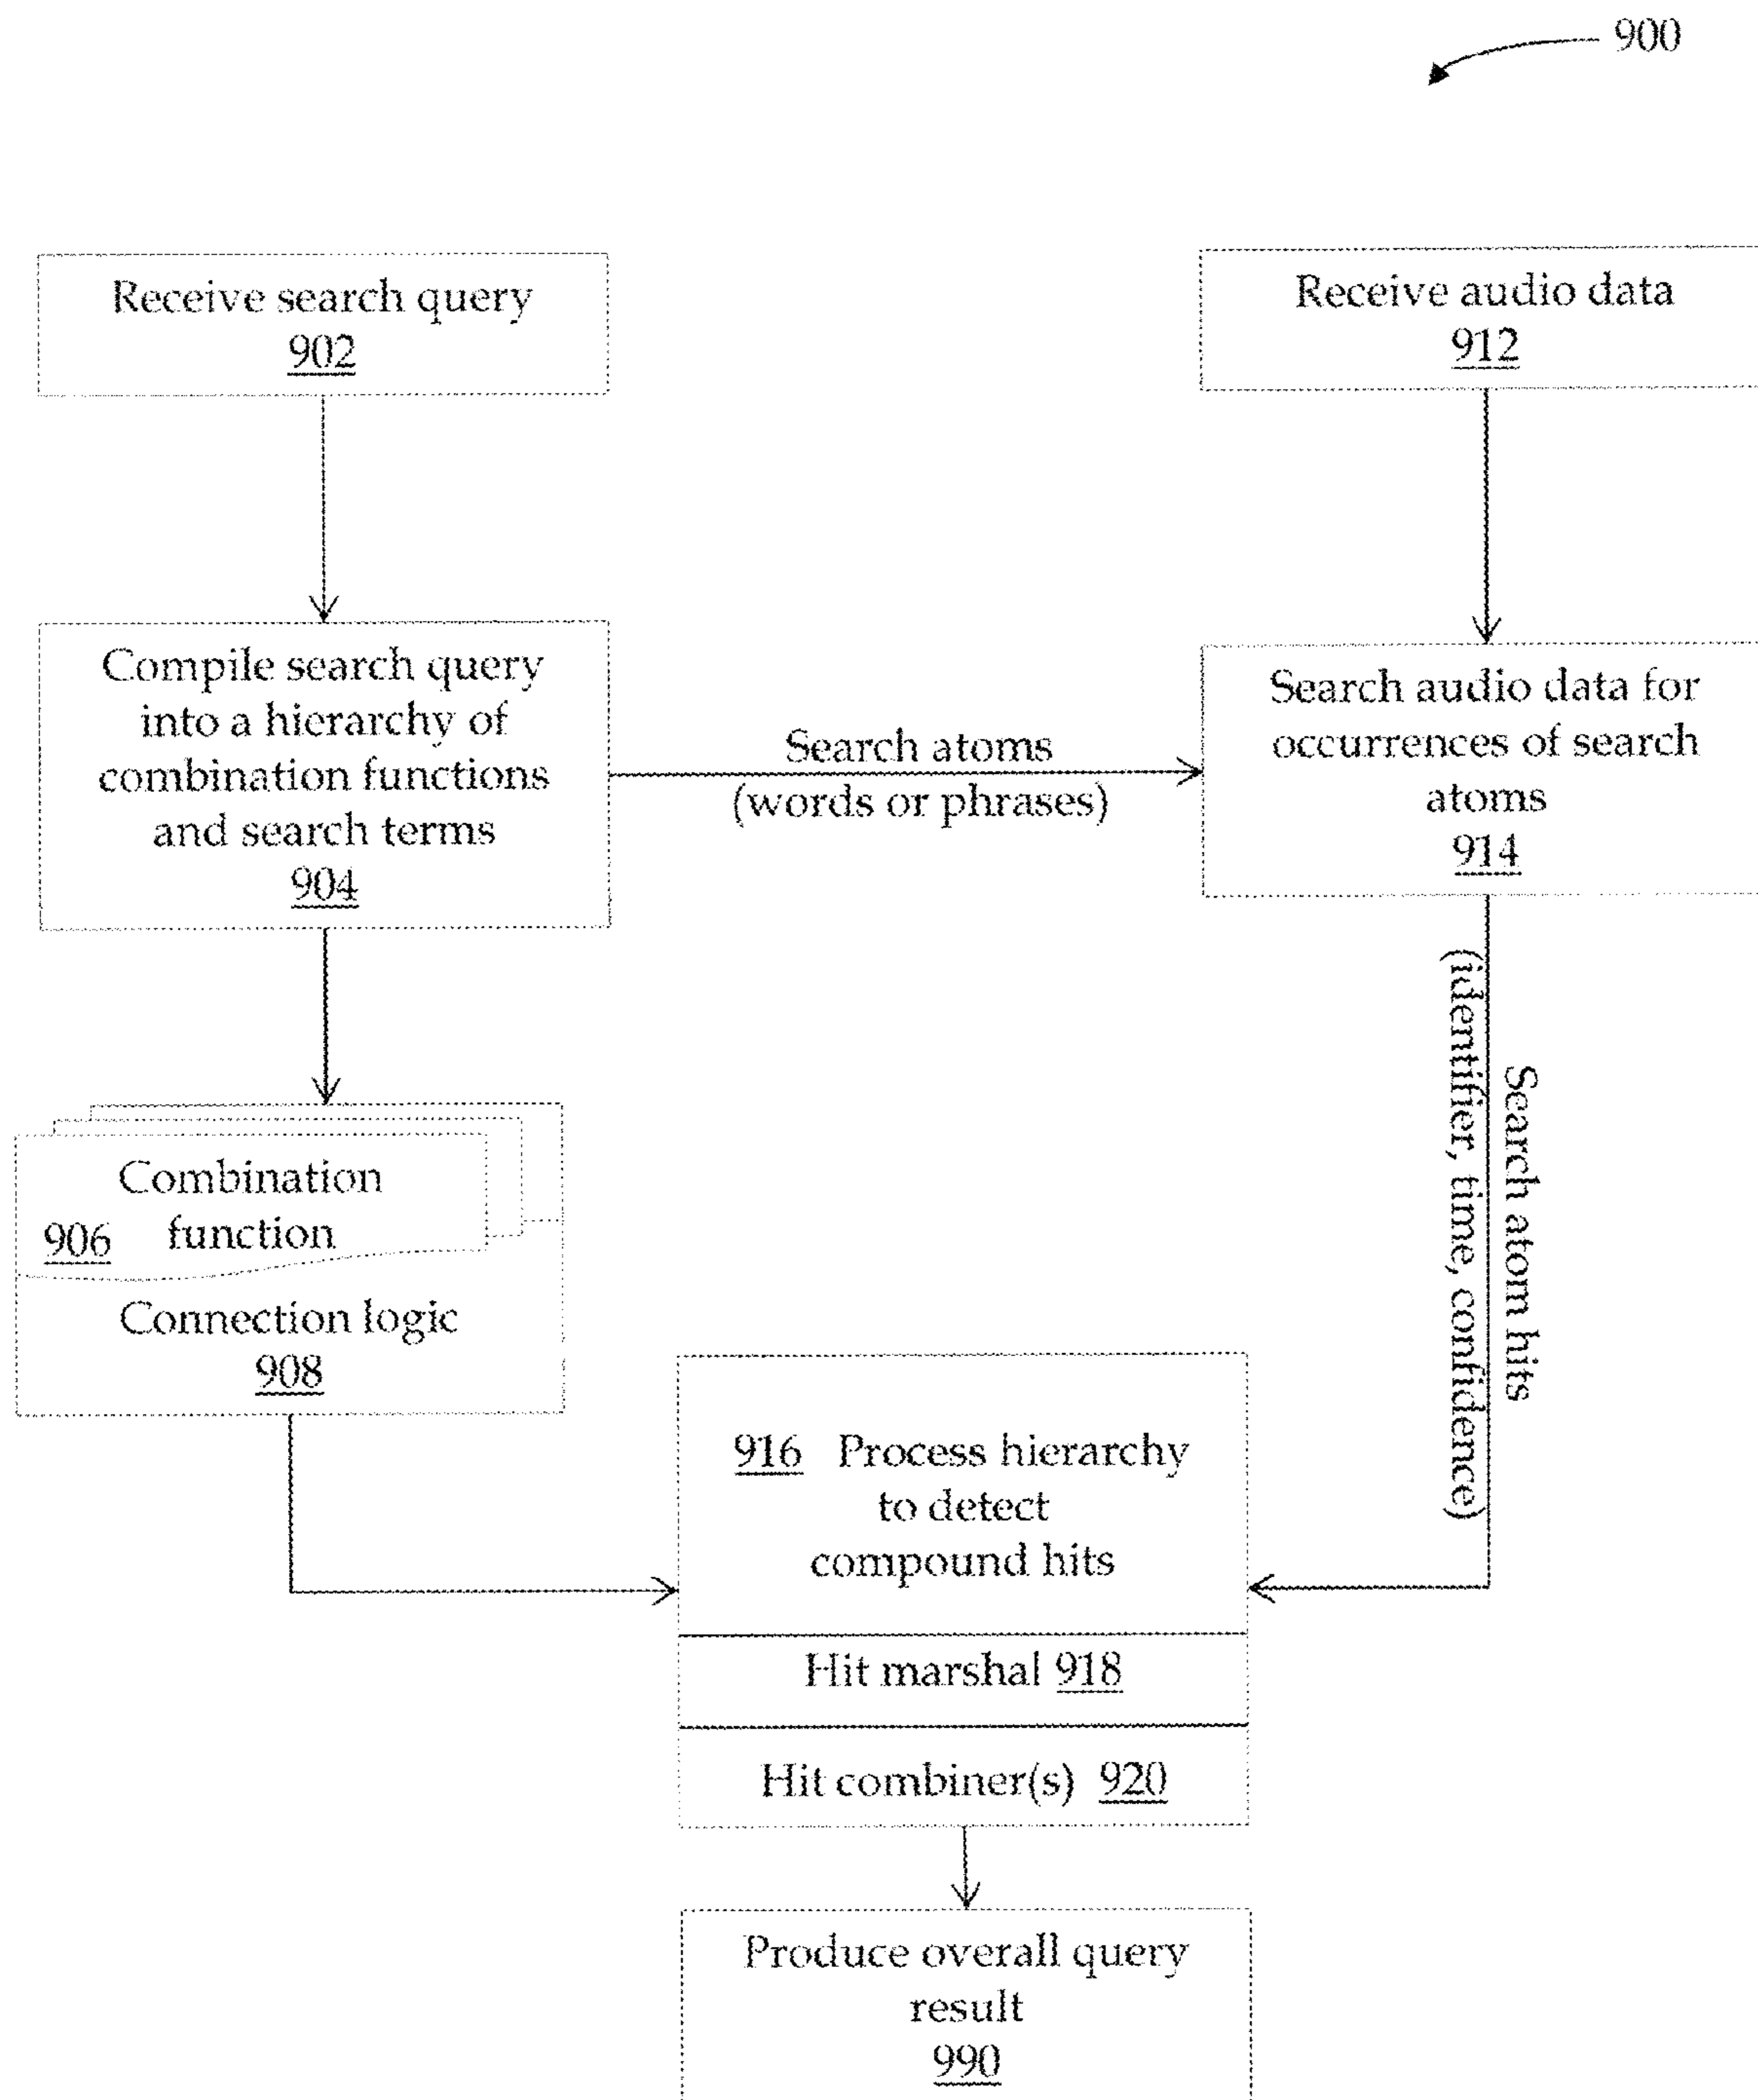 900
Receive search query
902
Receive audio data
912
Compile search query
into a hierarchy of
combination functions
and search terms
904
Search atoms
(words or phrases)
Search audio data for
occurrences of search
atoms
914
Search atom hits
(identifier, time, confidence)
Combination
906 function
Connection logic
908
916 Process hierarchy
to detect
compound hits
Hit marshal 918
Hit combiner(s) 920
Produce overall query
result
990